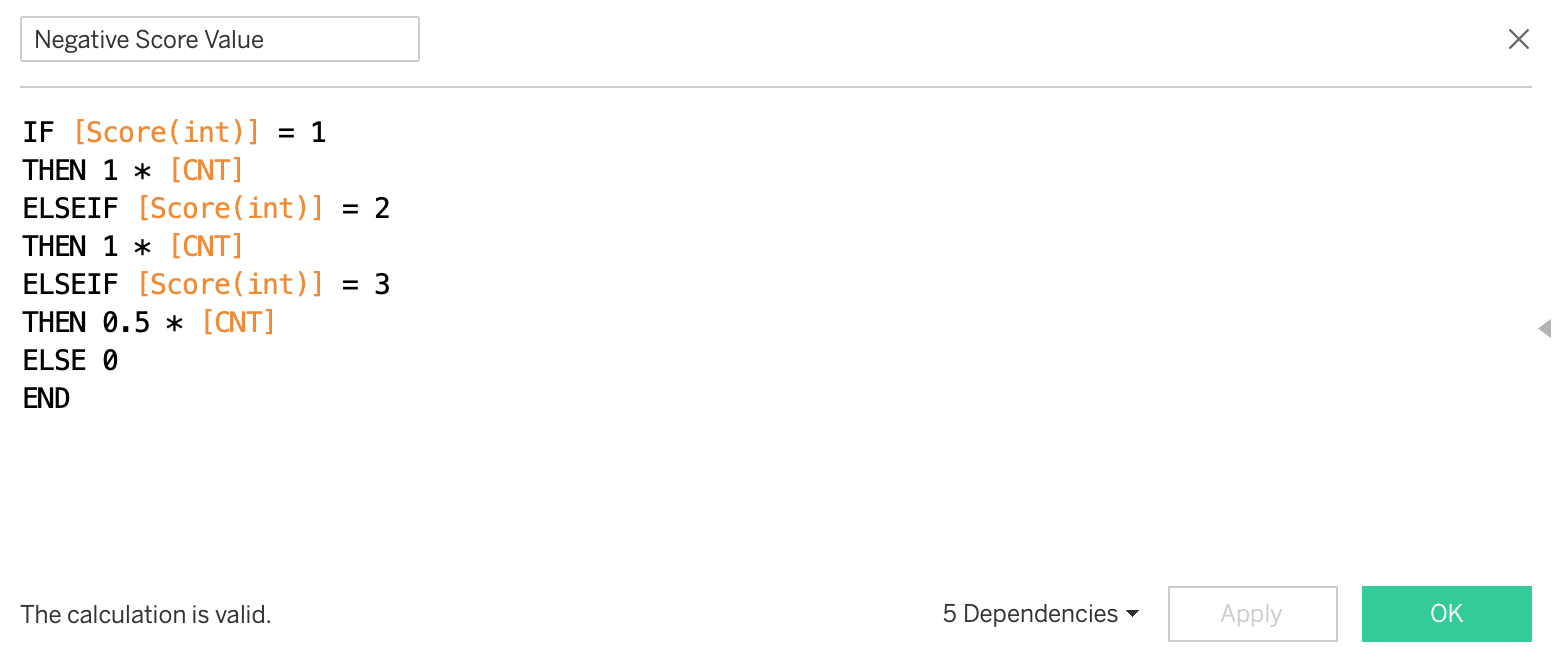 Negative Score Value
IF [Score(int)] = 1
THEN 1 * [CNT]
ELSEIF [Score(int)] = 2
THEN 1 * [CNT]
ELSEIF [Score(int)] = 3
THEN 0.5 * [CNT]
ELSE 0
END
The calculation is valid.
5 Dependencies
Apply
OK